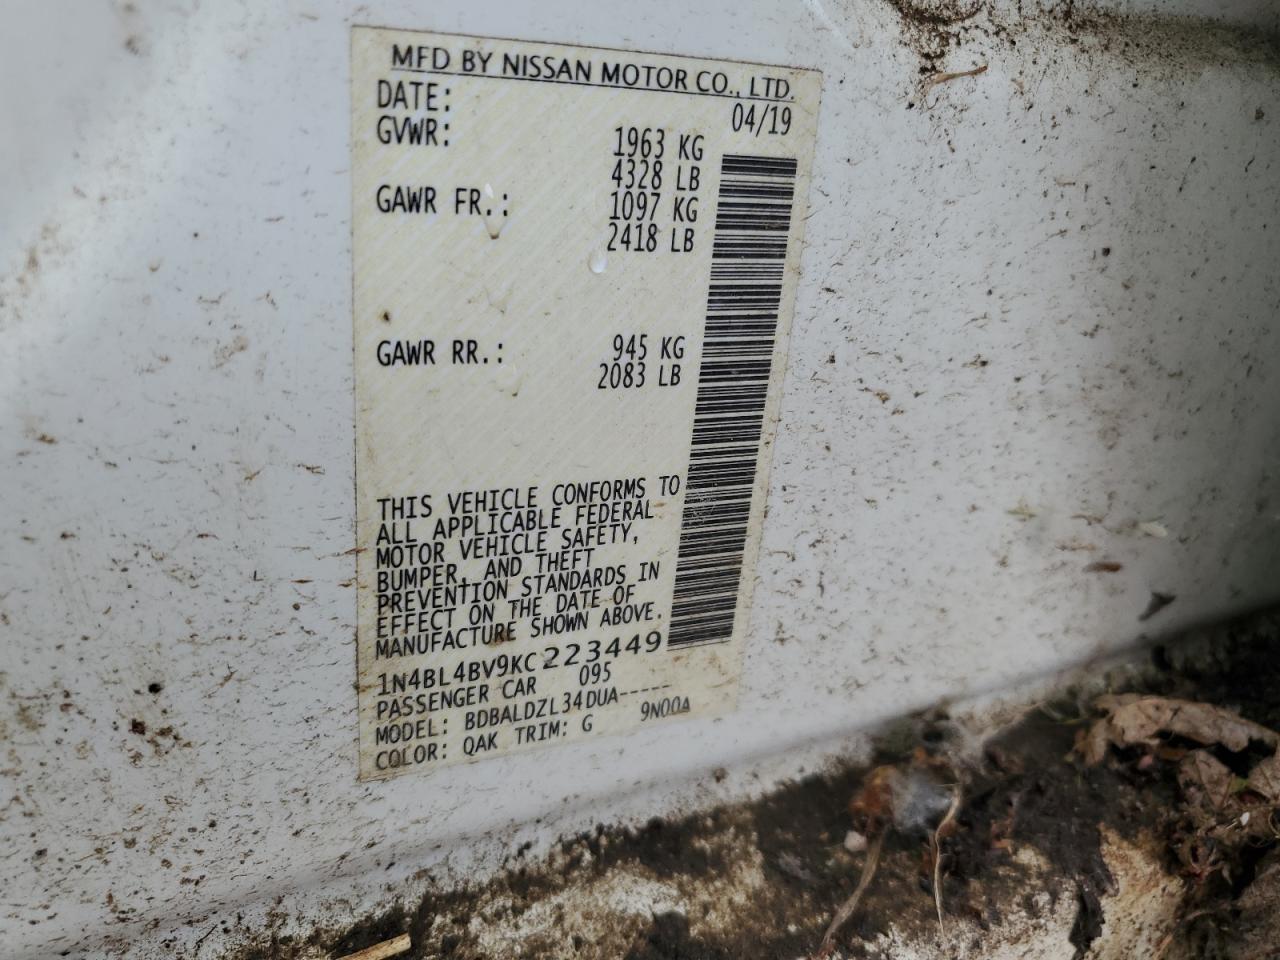 MFD BY NISSAN MOTOR CO., LTD.
DATE: 04/19
GVWR: 1963 KG
4328 LB
GAWR FR.: 1097 KG
2418 LB
GAWR RR.: 945 KG
2083 LB
THIS VEHICLE CONFORMS TO
ALL APPLICABLE FEDERAL
MOTOR VEHICLE SAFETY,
BUMPER, AND THEFT
PREVENTION STANDARDS IN
EFFECT ON THE DATE OF
MANUFACTURE SHOWN ABOVE.
1N4BL4BV9KC223449
PASSENGER CAR 095
MODEL: BDBALDZL34DUA-----
COLOR: QAK TRIM: G 9N00A